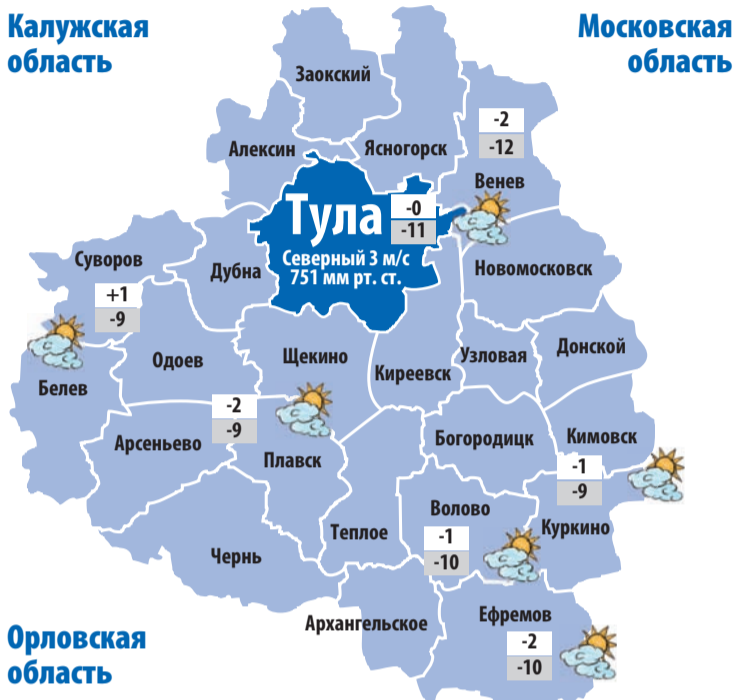 Калужская
область
Московская
область
Заокский
Алексин
Ясногорск
-2
-12
Венев
Тула
-0
-11
Северный 3 м/с
751 мм рт. ст.
Суворов
Дубна
Новомосковск
+1
-9
Белев
Одоев
Щекино
Киреевск
Узловая
Донской
-2
-9
Арсеньево
Плавск
Богородицк
Кимовск
-1
-9
Волово
-1
-10
Куркино
Теплое
Чернь
Архангельское
Ефремов
-2
-10
Орловская
область